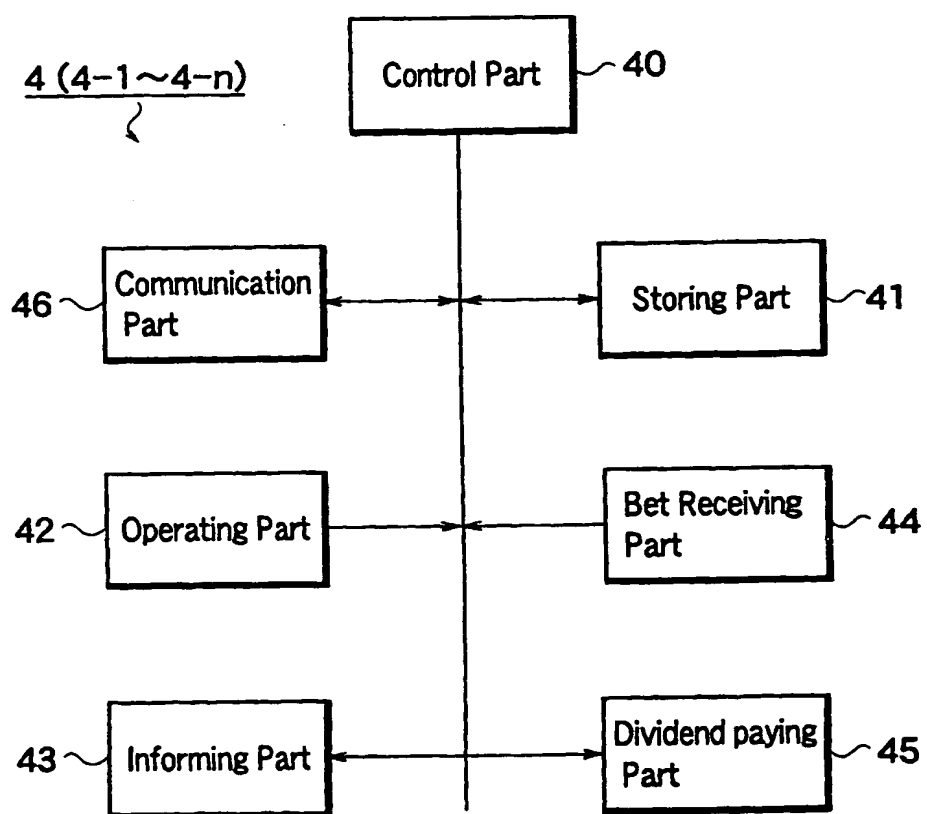 4 (4-1～4-n)
Control Part
40
46
Communication
Part
Storing Part
41
42
Operating Part
Bet Receiving
Part
44
43
Informing Part
Dividend paying
Part
45